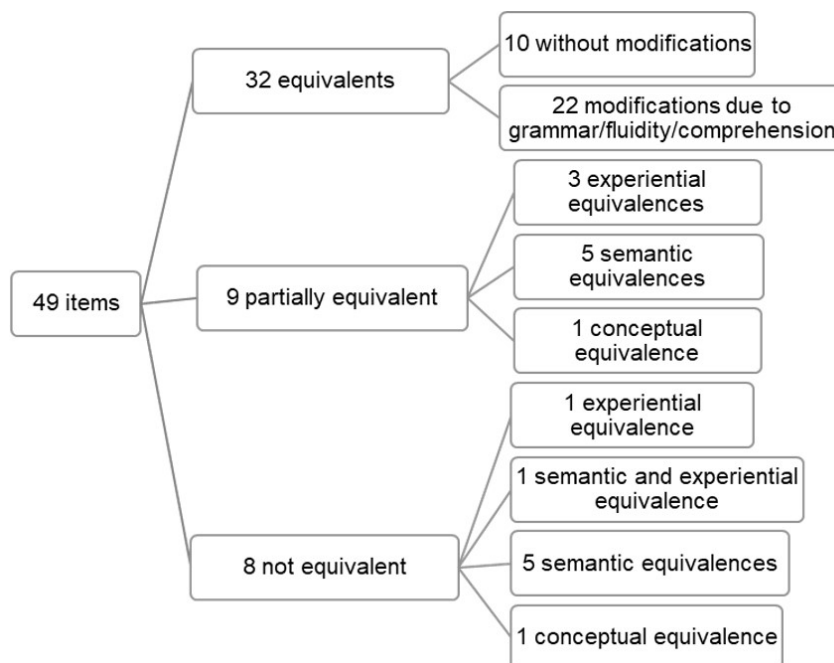 10 without modifications
32 equivalents
22 modifications due to
grammar/fluidity/comprehension
3 experiential
equivalences
5 semantic
equivalences
49 items
9 partially equivalent
1 conceptual
equivalence
1 experiential
equivalence
1 semantic and experiential
equivalence
8 not equivalent
5 semantic equivalences
1 conceptual equivalence